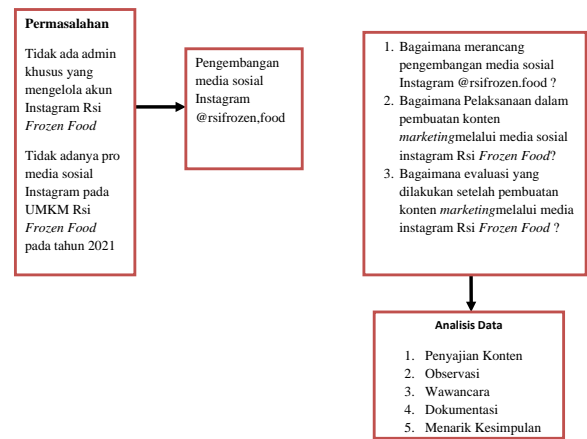 Permasalahan
Tidak ada admin
khusus yang
mengelola akun
Instagram Rsi
Frozen Food
Tidak adanya pro
media sosial
Instagram pada
UMKM Rsi
Frozen Food
pada tahun 2021
Pengembangan
media sosial
Instagram
@rsifrozen,food
1. Bagaimana merancang
pengembangan media sosial
Instagram @rsifrozen.food ?
2. Bagaimana Pelaksanaan dalam
pembuatan konten
marketingmelalui media sosial
instagram Rsi Frozen Food?
3. Bagaimana evaluasi yang
dilakukan setelah pembuatan
konten marketingmelalui media
instagram Rsi Frozen Food ?
Analisis Data
1. Penyajian Konten
2. Observasi
3. Wawancara
4. Dokumentasi
5. Menarik Kesimpulan